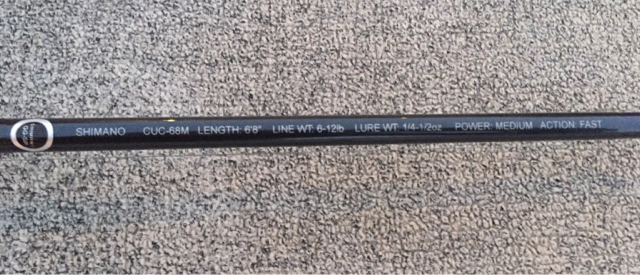 SHIMANO CUC-68M LENGTH: 6'8" LINE WT: 6-12lb LURE WT: 1/4-1/2oz POWER: MEDIUM ACTION: FAST